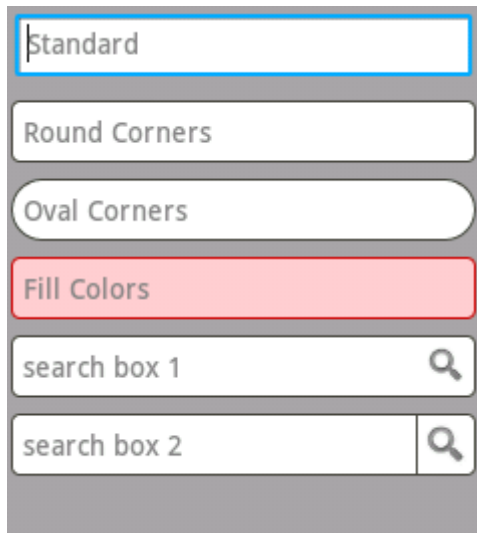 Standard
Round Corners
Oval Corners
Fill Colors
search box 1
search box 2